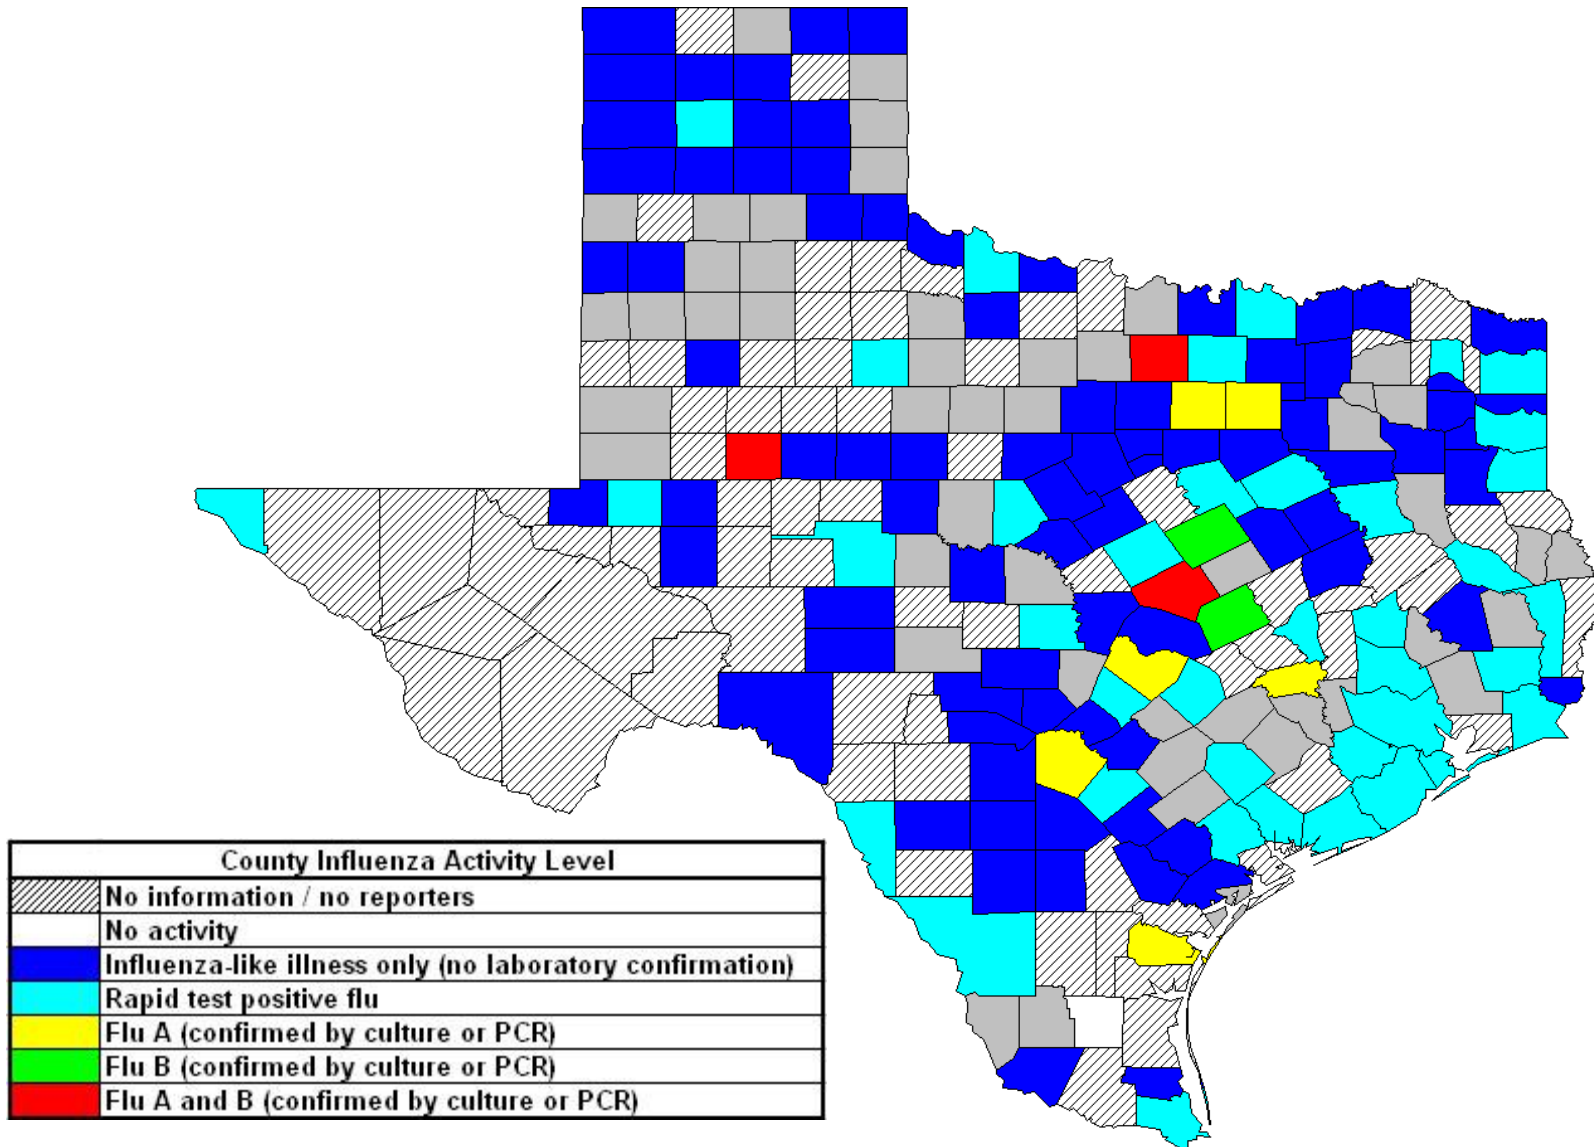 County Influenza Activity Level
No information / no reporters
No activity
Influenza-like illness only (no laboratory confirmation)
Rapid test positive flu
Flu A (confirmed by culture or PCR)
Flu B (confirmed by culture or PCR)
Flu A and B (confirmed by culture or PCR)